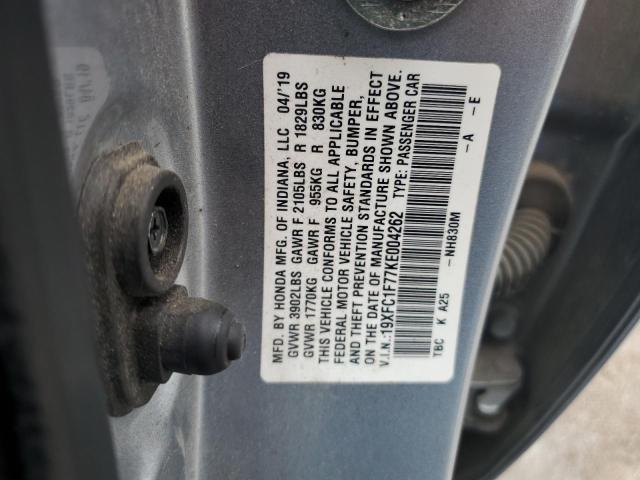 MFD. BY HONDA MFG. OF INDIANA, LLC 04/'19
GVWR 3902LBS GAWR F 2105LBS R 1829LBS
GVWR 1770KG GAWR F 955KG R 830KG
THIS VEHICLE CONFORMS TO ALL APPLICABLE
FEDERAL MOTOR VEHICLE SAFETY, BUMPER,
AND THEFT PREVENTION STANDARDS IN EFFECT
ON THE DATE OF MANUFACTURE SHOWN ABOVE.
V.I.N.:19XFC1F77KE004262 TYPE: PASSENGER CAR
TBC K A25 -NH830M -A -E